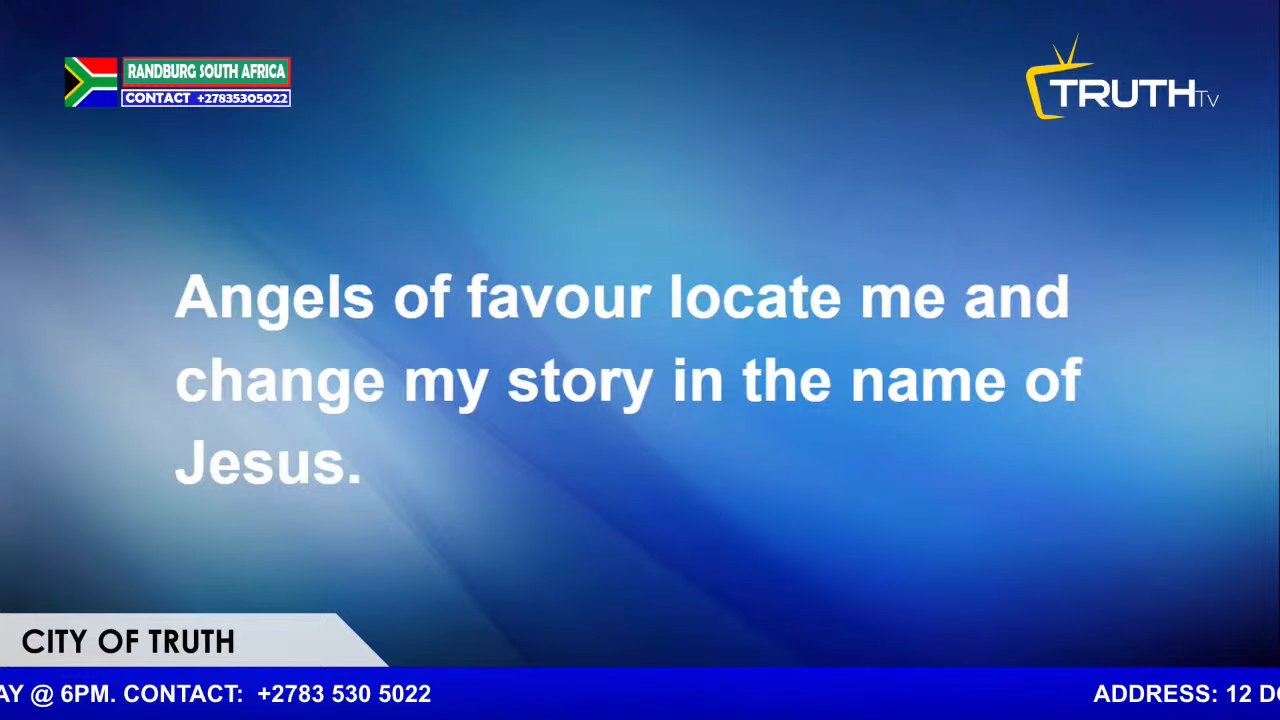 RANDBURG SOUTH AFRICA
CONTACT +27835305022
TRUTH TV
Angels of favour locate me and
change my story in the name of
Jesus.
CITY OF TRUTH
@ 6PM. CONTACT: +2783 530 5022
ADDRESS: 12